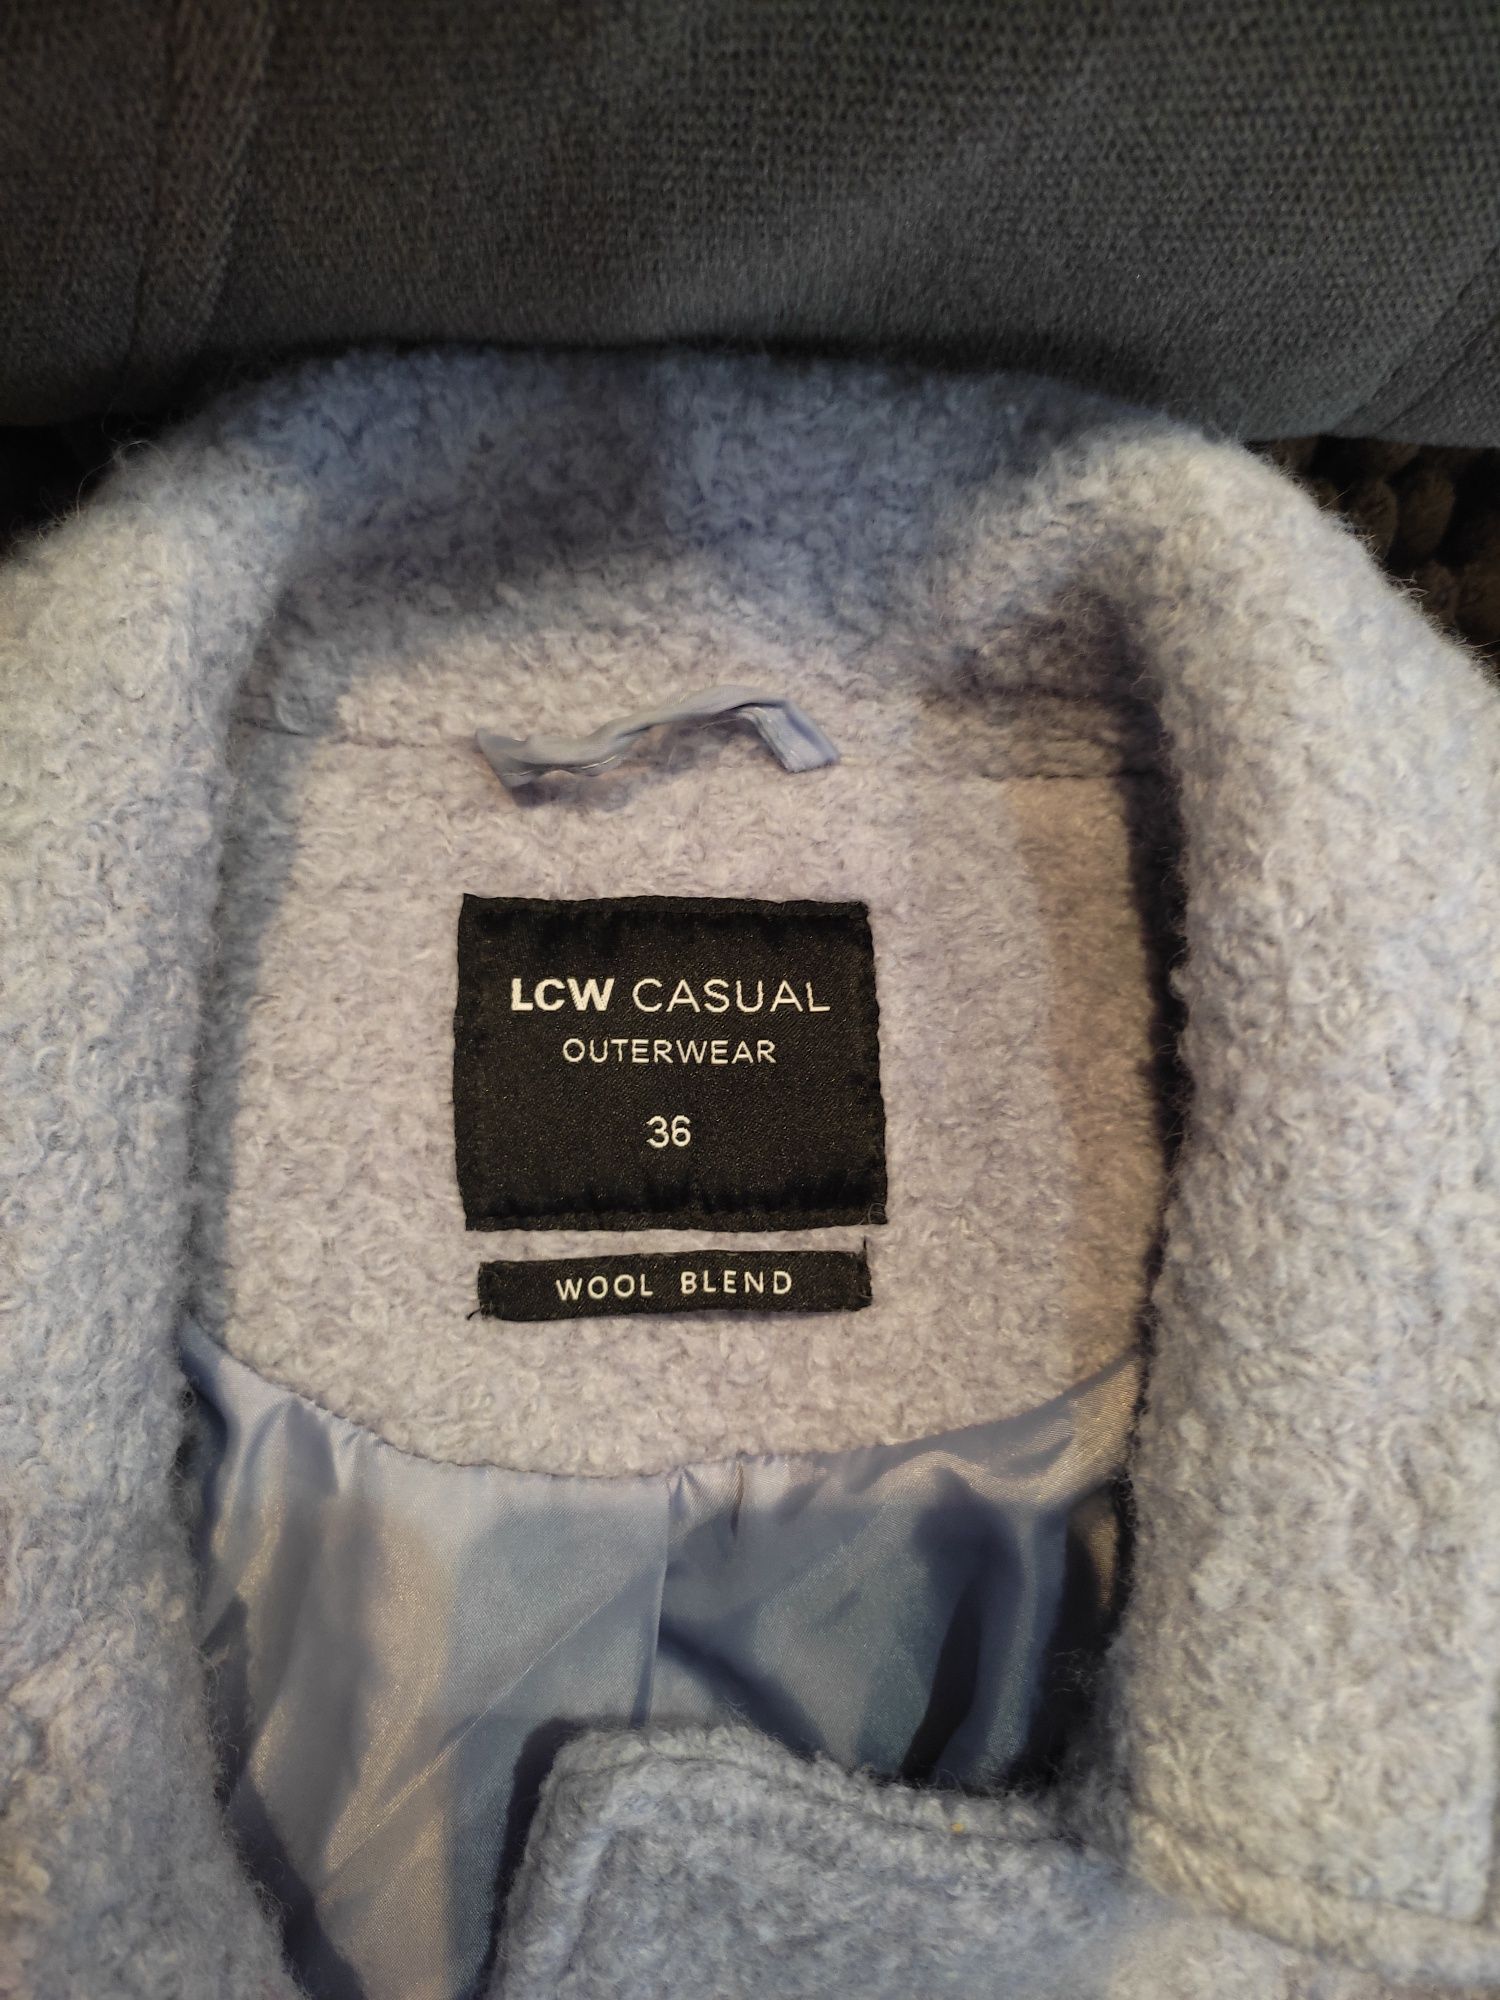 LCW CASUAL
OUTERWEAR
36
WOOL BLEND